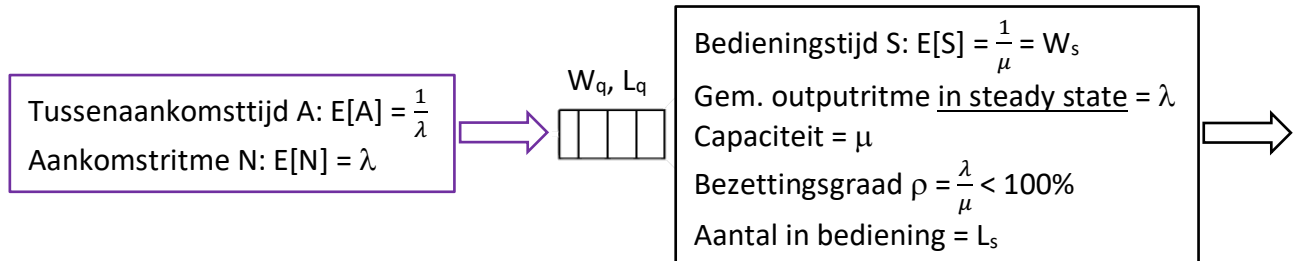 Tussenaankomsttijd A: E[A] = 1/λ
Aankomstritme N: E[N] = λ
Wq, Lq
Bedieningstijd S: E[S] = 1/μ = Ws
Gem. outputritme in steady state = λ
Capaciteit = μ
Bezettingsgraad ρ = λ/μ < 100%
Aantal in bediening = Ls